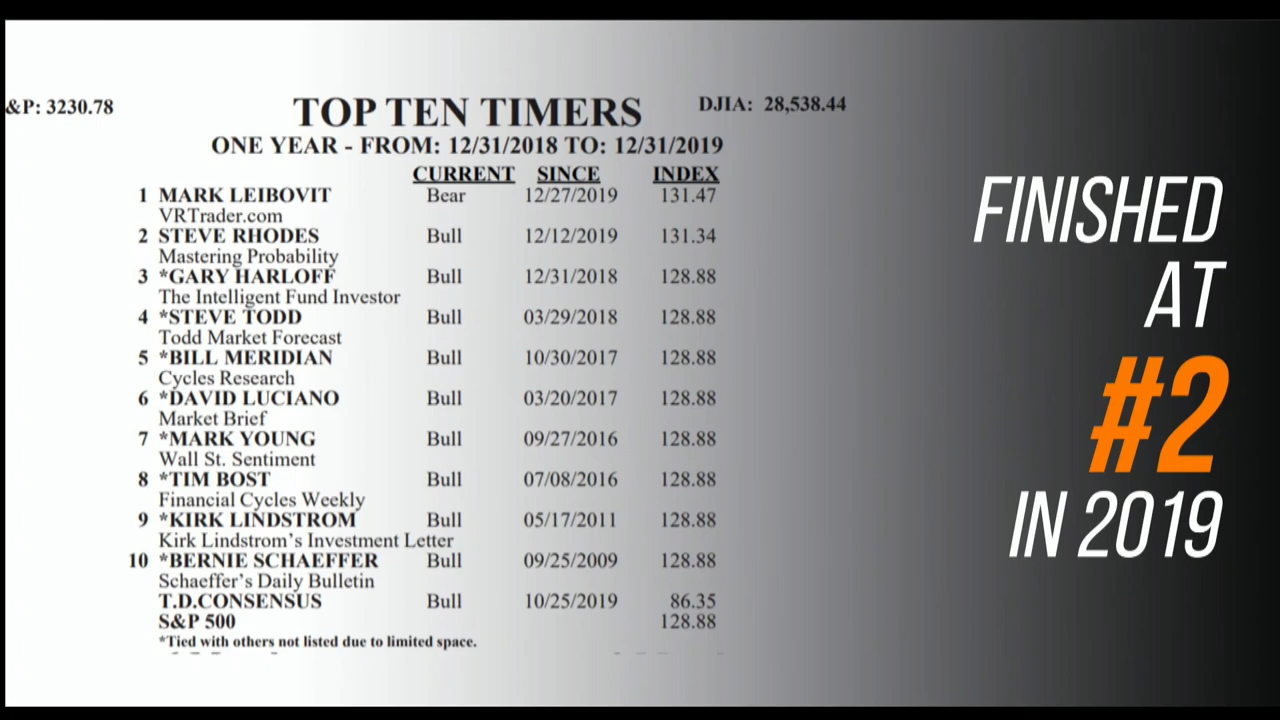 &P: 3230.78
TOP TEN TIMERS
DJIA: 28,538.44
ONE YEAR - FROM: 12/31/2018 TO: 12/31/2019
CURRENT SINCE INDEX
1 MARK LEIBOVIT Bear 12/27/2019 131.47
VRTrader.com
2 STEVE RHODES Bull 12/12/2019 131.34
Mastering Probability
3 *GARY HARLOFF Bull 12/31/2018 128.88
The Intelligent Fund Investor
4 *STEVE TODD Bull 03/29/2018 128.88
Todd Market Forecast
5 *BILL MERIDIAN Bull 10/30/2017 128.88
Cycles Research
6 *DAVID LUCIANO Bull 03/20/2017 128.88
Market Brief
7 *MARK YOUNG Bull 09/27/2016 128.88
Wall St. Sentiment
8 *TIM BOST Bull 07/08/2016 128.88
Financial Cycles Weekly
9 *KIRK LINDSTROM Bull 05/17/2011 128.88
Kirk Lindstrom's Investment Letter
10 *BERNIE SCHAEFFER Bull 09/25/2009 128.88
Schaeffer's Daily Bulletin
T.D.CONSENSUS Bull 10/25/2019 86.35
S&P 500 128.88
*Tied with others not listed due to limited space.
FINISHED
AT
#2
IN 2019